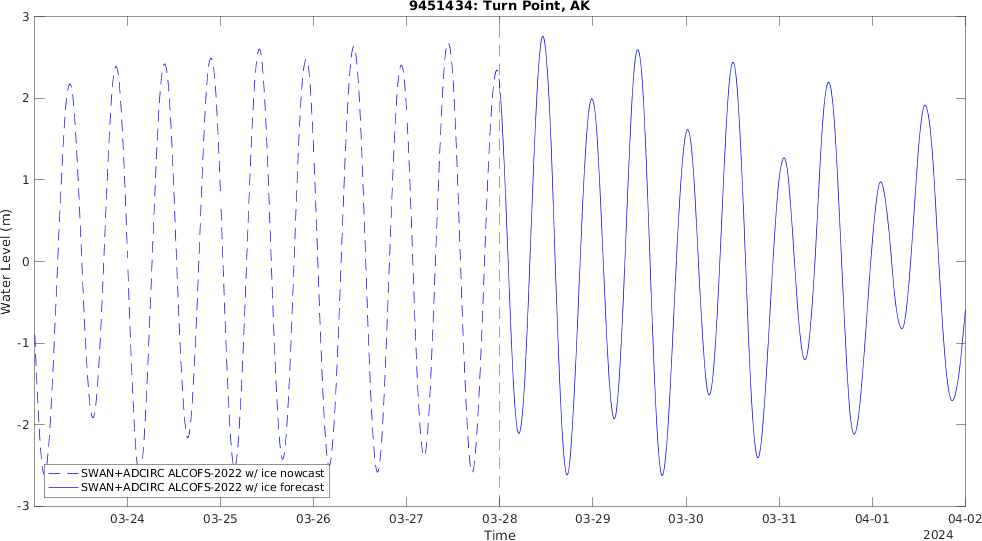 9451434: Turn Point, AK
3
2
1
0
-1
-2
-3
Water Level (m)
SWAN+ADCIRC ALCOFS-2022 w/ ice nowcast
SWAN+ADCIRC ALCOFS-2022 w/ ice forecast
03-24 03-25 03-26 03-27 03-28 03-29 03-30 03-31 04-01 04-02
Time
2024